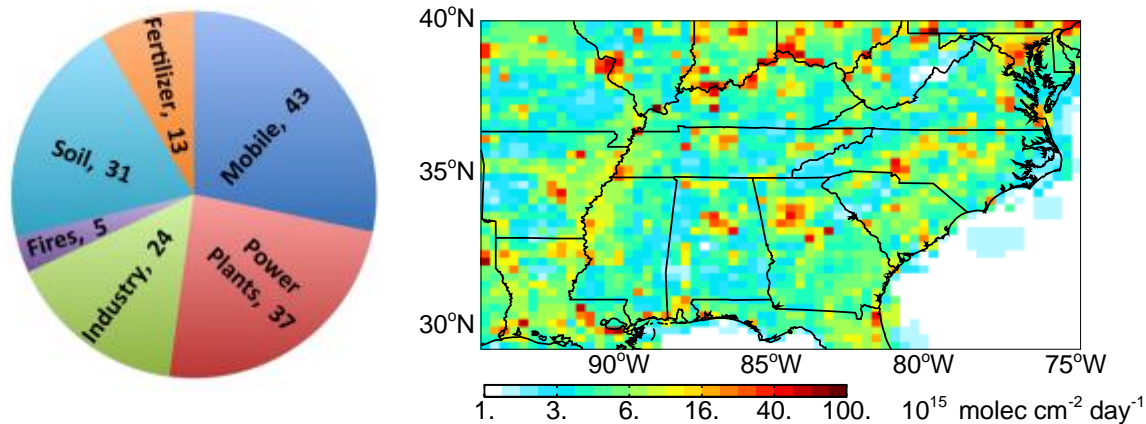 Fertilizer, 13
Mobile, 43
Soil, 31
Fires, 5
Industry, 24
Power
Plants, 37
40°N
35°N
30°N
90°W 85°W 80°W 75°W
1. 3. 6. 16. 40. 100. 10¹⁵ molec cm⁻² day⁻¹